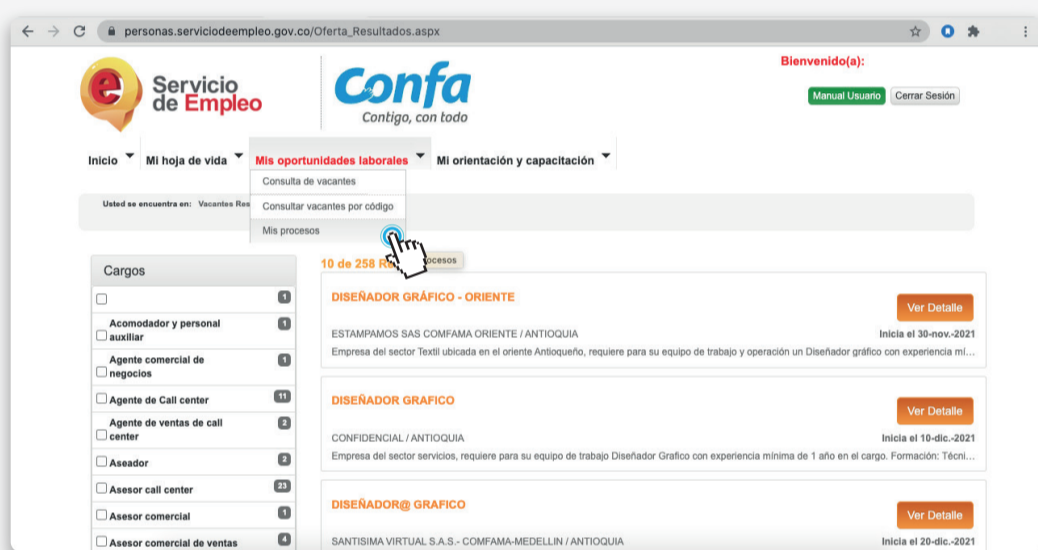 personas.serviciodeempleo.gov.co/Oferta_Resultados.aspx
e
Servicio
de Empleo
Confa
Contigo, con todo
Bienvenido(a):
Manual Usuario
Cerrar Sesión
Inicio
Mi hoja de vida
Mis oportunidades laborales
Mi orientación y capacitación
Consulta de vacantes
Consultar vacantes por código
Mis procesos
Usted se encuentra en: Vacantes Res
10 de 258 R
ocesos
Cargos
1
Acomodador y personal
auxiliar
1
Agente comercial de
negocios
1
Agente de Call center
11
Agente de ventas de call
center
2
Aseador
2
Asesor call center
23
Asesor comercial
1
Asesor comercial de ventas
4
DISEÑADOR GRÁFICO - ORIENTE
Ver Detalle
ESTAMPAMOS SAS COMFAMA ORIENTE / ANTIOQUIA
Inicia el 30-nov.-2021
Empresa del sector Textil ubicada en el oriente Antioqueño, requiere para su equipo de trabajo y operación un Diseñador gráfico con experiencia mí...
DISEÑADOR GRAFICO
Ver Detalle
CONFIDENCIAL / ANTIOQUIA
Inicia el 10-dic.-2021
Empresa del sector servicios, requiere para su equipo de trabajo Diseñador Grafico con experiencia mínima de 1 año en el cargo. Formación: Técni...
DISEÑADOR@ GRAFICO
Ver Detalle
SANTISIMA VIRTUAL S.A.S.- COMFAMA-MEDELLIN / ANTIOQUIA
Inicia el 20-dic.-2021